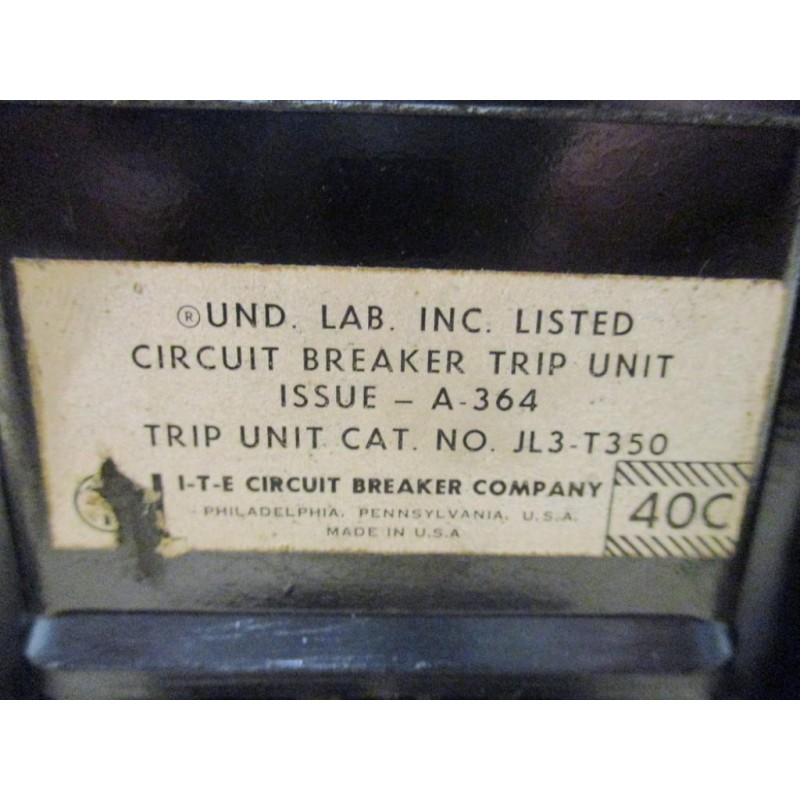 ®UND. LAB. INC. LISTED
CIRCUIT BREAKER TRIP UNIT
ISSUE – A-364
TRIP UNIT CAT. NO. JL3-T350
I-T-E CIRCUIT BREAKER COMPANY
PHILADELPHIA, PENNSYLVANIA, U.S.A.
MADE IN U.S.A
40C